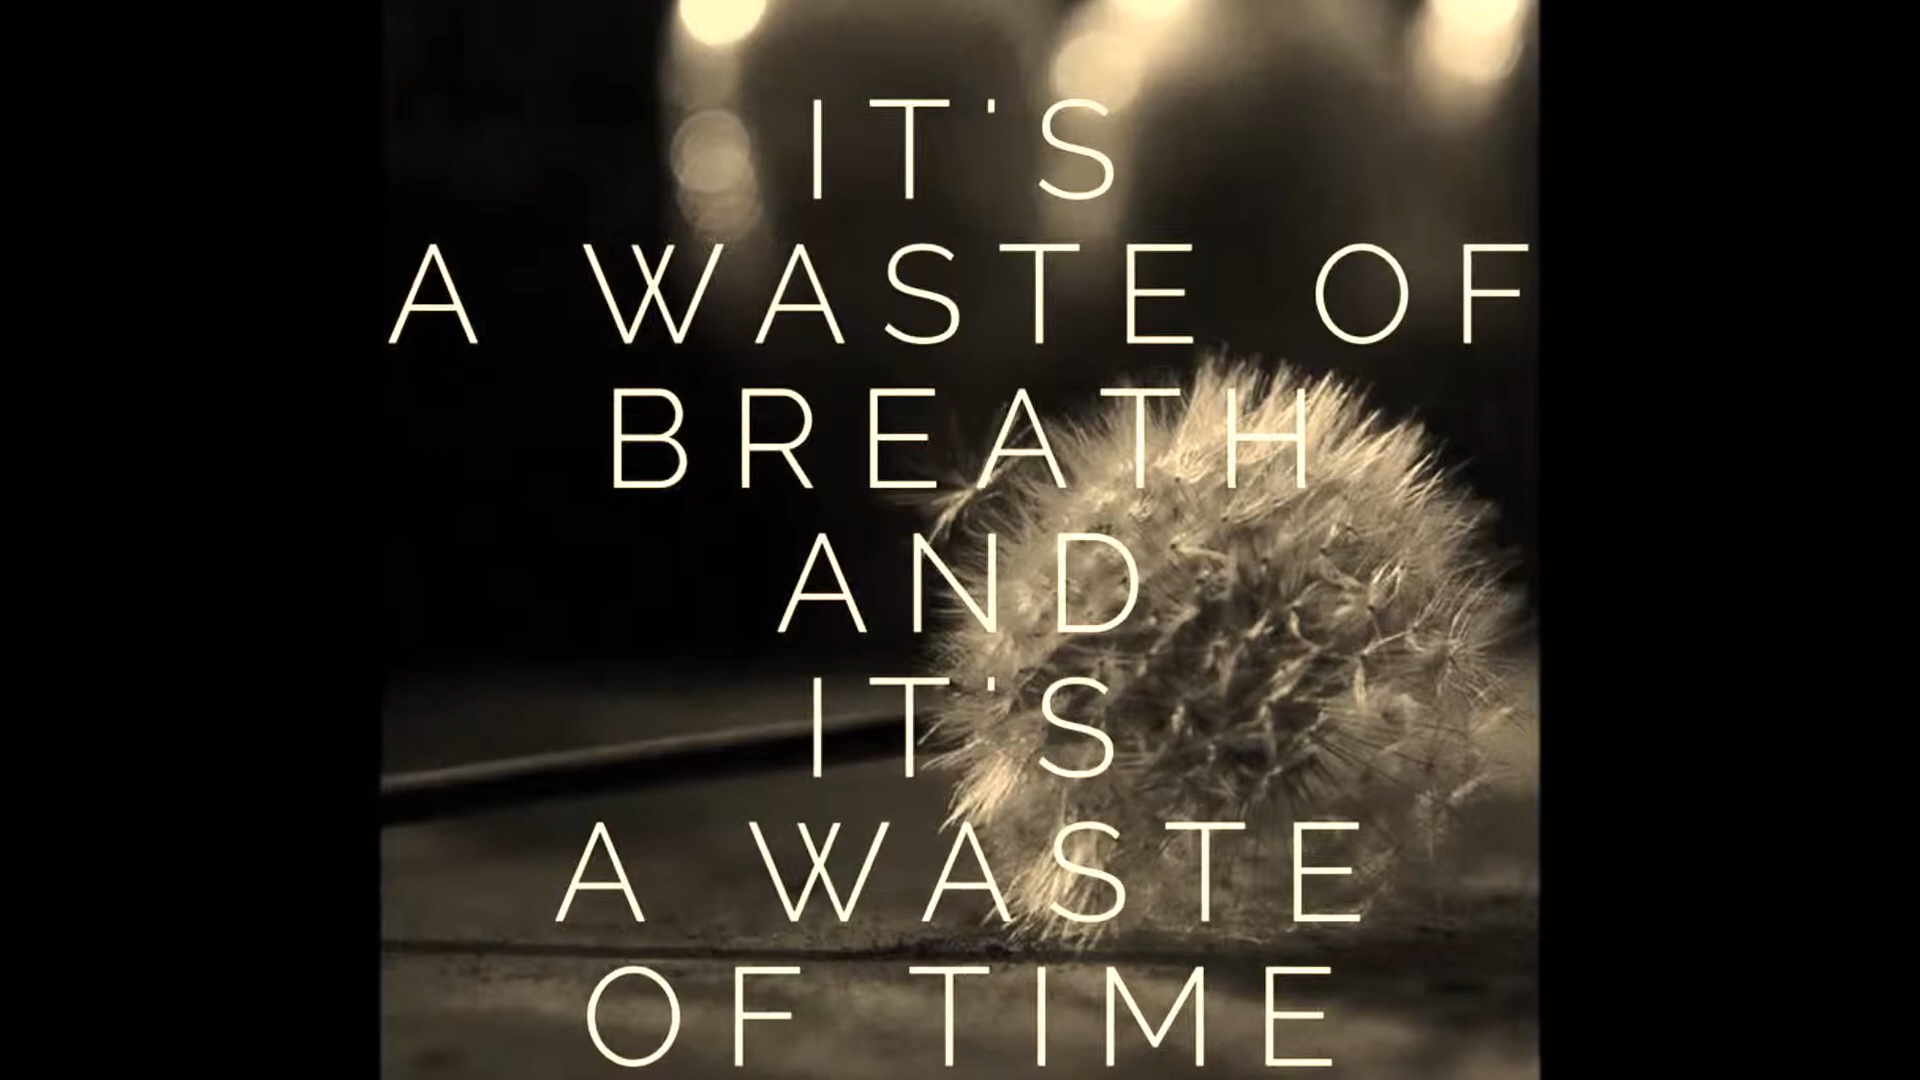 IT'S
A WASTE OF
BREATH
AND
IT'S
A WASTE
OF TIME